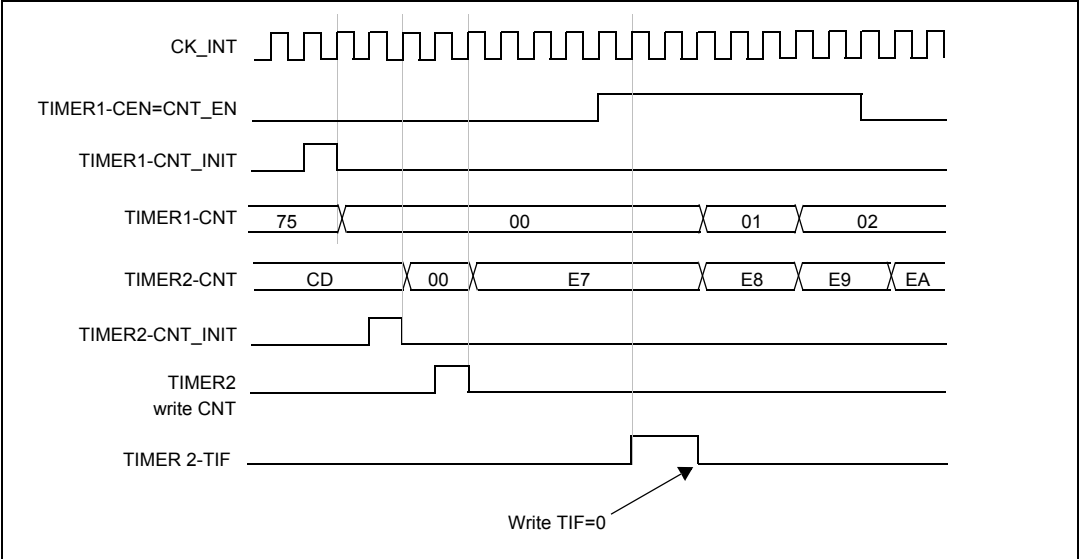 CK_INT
TIMER1-CEN=CNT_EN
TIMER1-CNT_INIT
TIMER1-CNT
75
00
01
02
TIMER2-CNT
CD
00
E7
E8
E9
EA
TIMER2-CNT_INIT
TIMER2
write CNT
TIMER 2-TIF
Write TIF=0